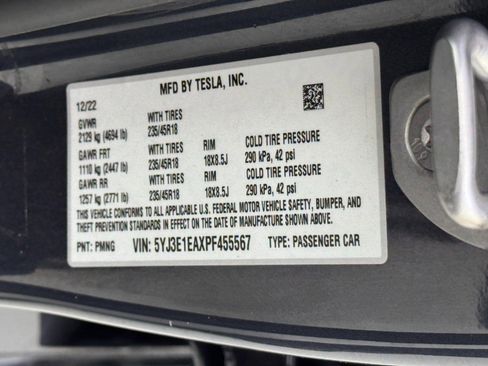 MFD BY TESLA, INC.
12/22
GVWR WITH TIRES
2129 kg (4694 lb) 235/45R18
GAWR FRT WITH TIRES RIM COLD TIRE PRESSURE
1110 kg (2447 lb) 235/45R18 18X8.5J 290 kPa, 42 psi
GAWR RR WITH TIRES RIM COLD TIRE PRESSURE
1257 kg (2771 lb) 235/45R18 18X8.5J 290 kPa, 42 psi
THIS VEHICLE CONFORMS TO ALL APPLICABLE U.S. FEDERAL MOTOR VEHICLE SAFETY, BUMPER, AND
THEFT PREVENTION STANDARDS IN EFFECT ON THE DATE OF MANUFACTURE SHOWN ABOVE.
PNT: PMNG VIN: 5YJ3E1EAXPF455567 TYPE: PASSENGER CAR